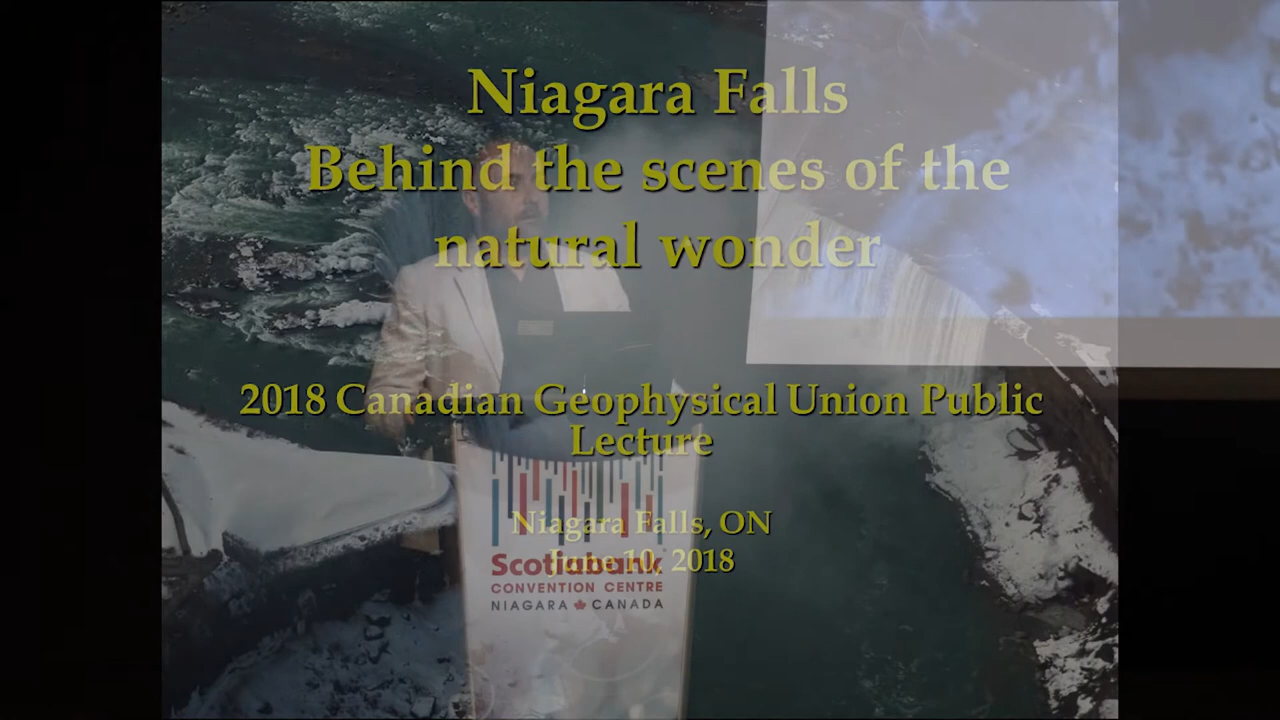 Niagara Falls
Behind the scenes of the
natural wonder
2018 Canadian Geophysical Union Public
Lecture
Niagara Falls, ON
June 10, 2018
Scotiabank
CONVENTION CENTRE
NIAGARA CANADA